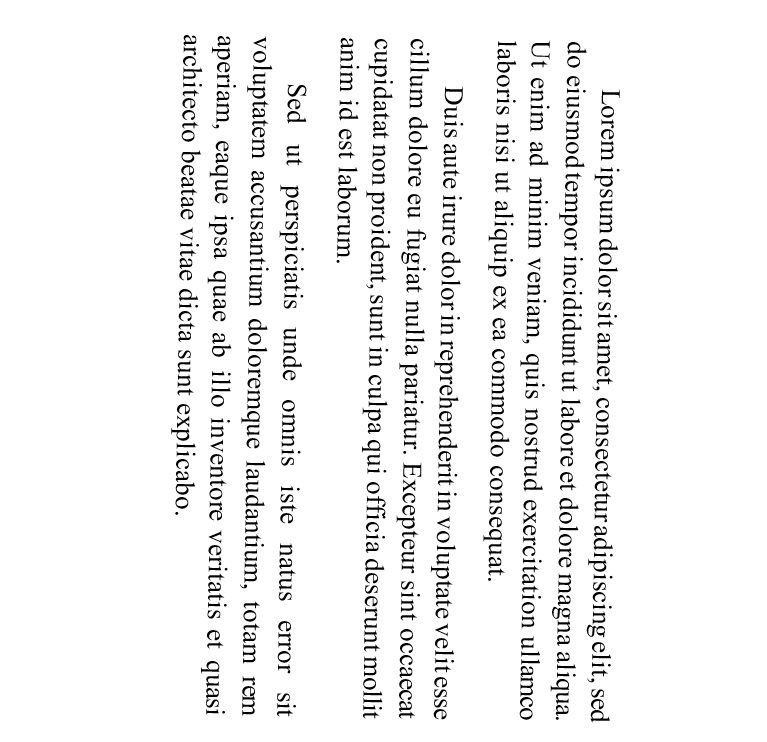 Lorem ipsum dolor sit amet, consectetur adipiscing elit, sed
do eiusmod tempor incididunt ut labore et dolore magna aliqua.
Ut enim ad minim veniam, quis nostrud exercitation ullamco
laboris nisi ut aliquip ex ea commodo consequat.
Duis aute irure dolor in reprehenderit in voluptate velit esse
cillum dolore eu fugiat nulla pariatur. Excepteur sint occaecat
cupidatat non proident, sunt in culpa qui officia deserunt mollit
anim id est laborum.
Sed ut perspiciatis unde omnis iste natus error sit
voluptatem accusantium doloremque laudantium, totam rem
aperiam, eaque ipsa quae ab illo inventore veritatis et quasi
architecto beatae vitae dicta sunt explicabo.